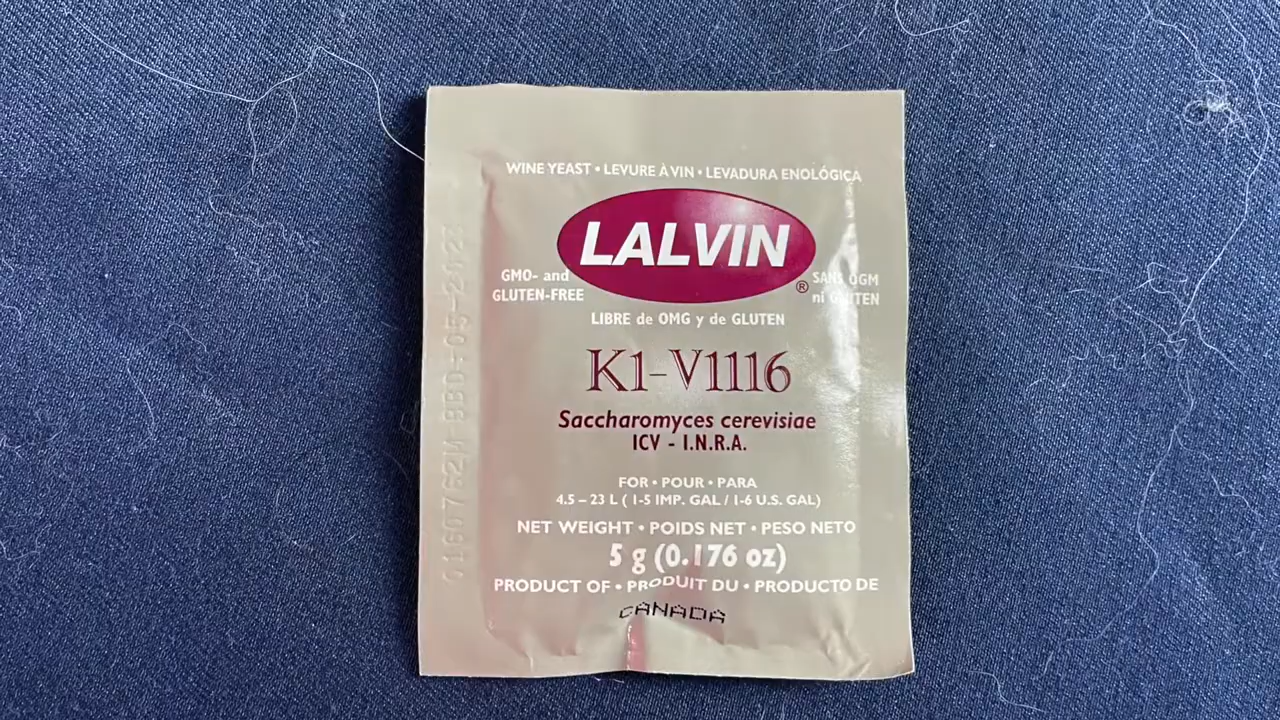 WINE YEAST • LEVURE À VIN • LEVADURA ENOLÓGICA
LALVIN®
GMO- and
GLUTEN-FREE
SANS OGM
ni GLUTEN
LIBRE de OMG y de GLUTEN
K1-V1116
Saccharomyces cerevisiae
ICV - I.N.R.A.
FOR • POUR • PARA
4.5 – 23 L ( 1-5 IMP. GAL / 1-6 U.S. GAL)
NET WEIGHT • POIDS NET • PESO NETO
5 g (0.176 oz)
PRODUCT OF • PRODUIT DU • PRODUCTO DE
CANADA